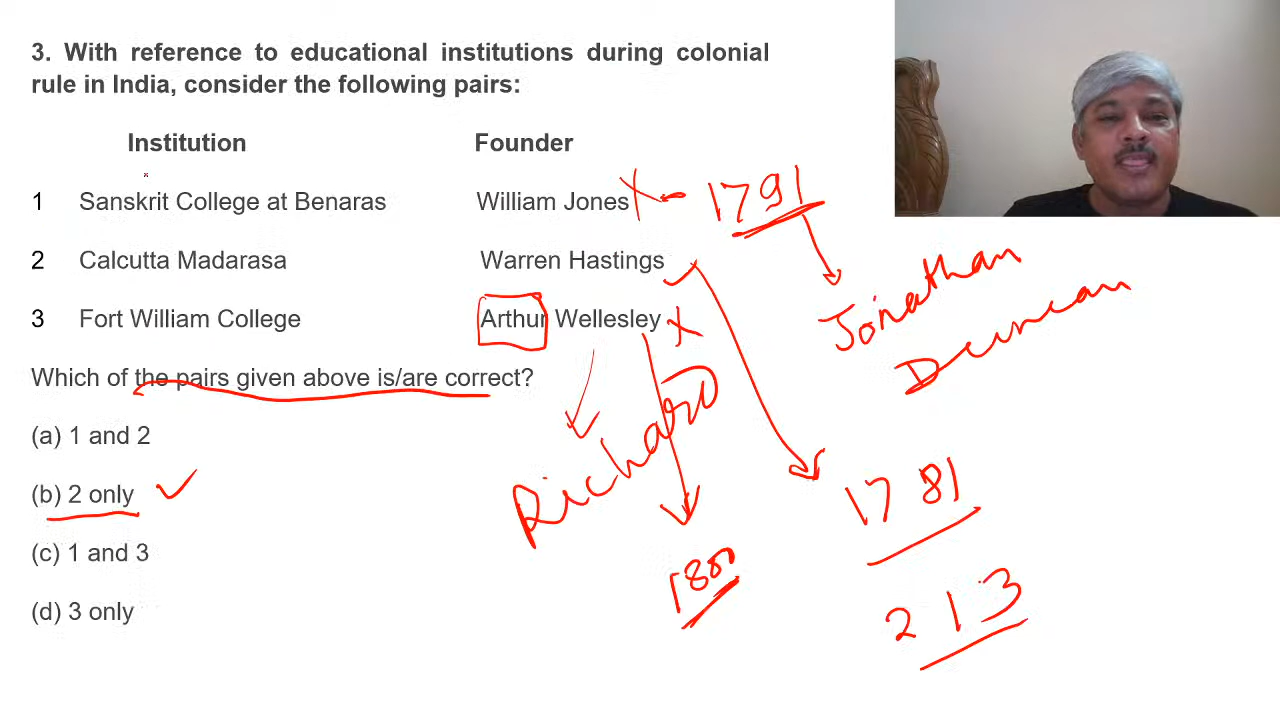 3. With reference to educational institutions during colonial
rule in India, consider the following pairs:
Institution Founder
1 Sanskrit College at Benaras William Jones X 1791
2 Calcutta Madarasa Warren Hastings
Jonathan
Duncan
3 Fort William College Arthur Wellesley X
Which of the pairs given above is/are correct?
Richard
(a) 1 and 2
(b) 2 only
1781
(c) 1 and 3
1800
(d) 3 only
2 1 3